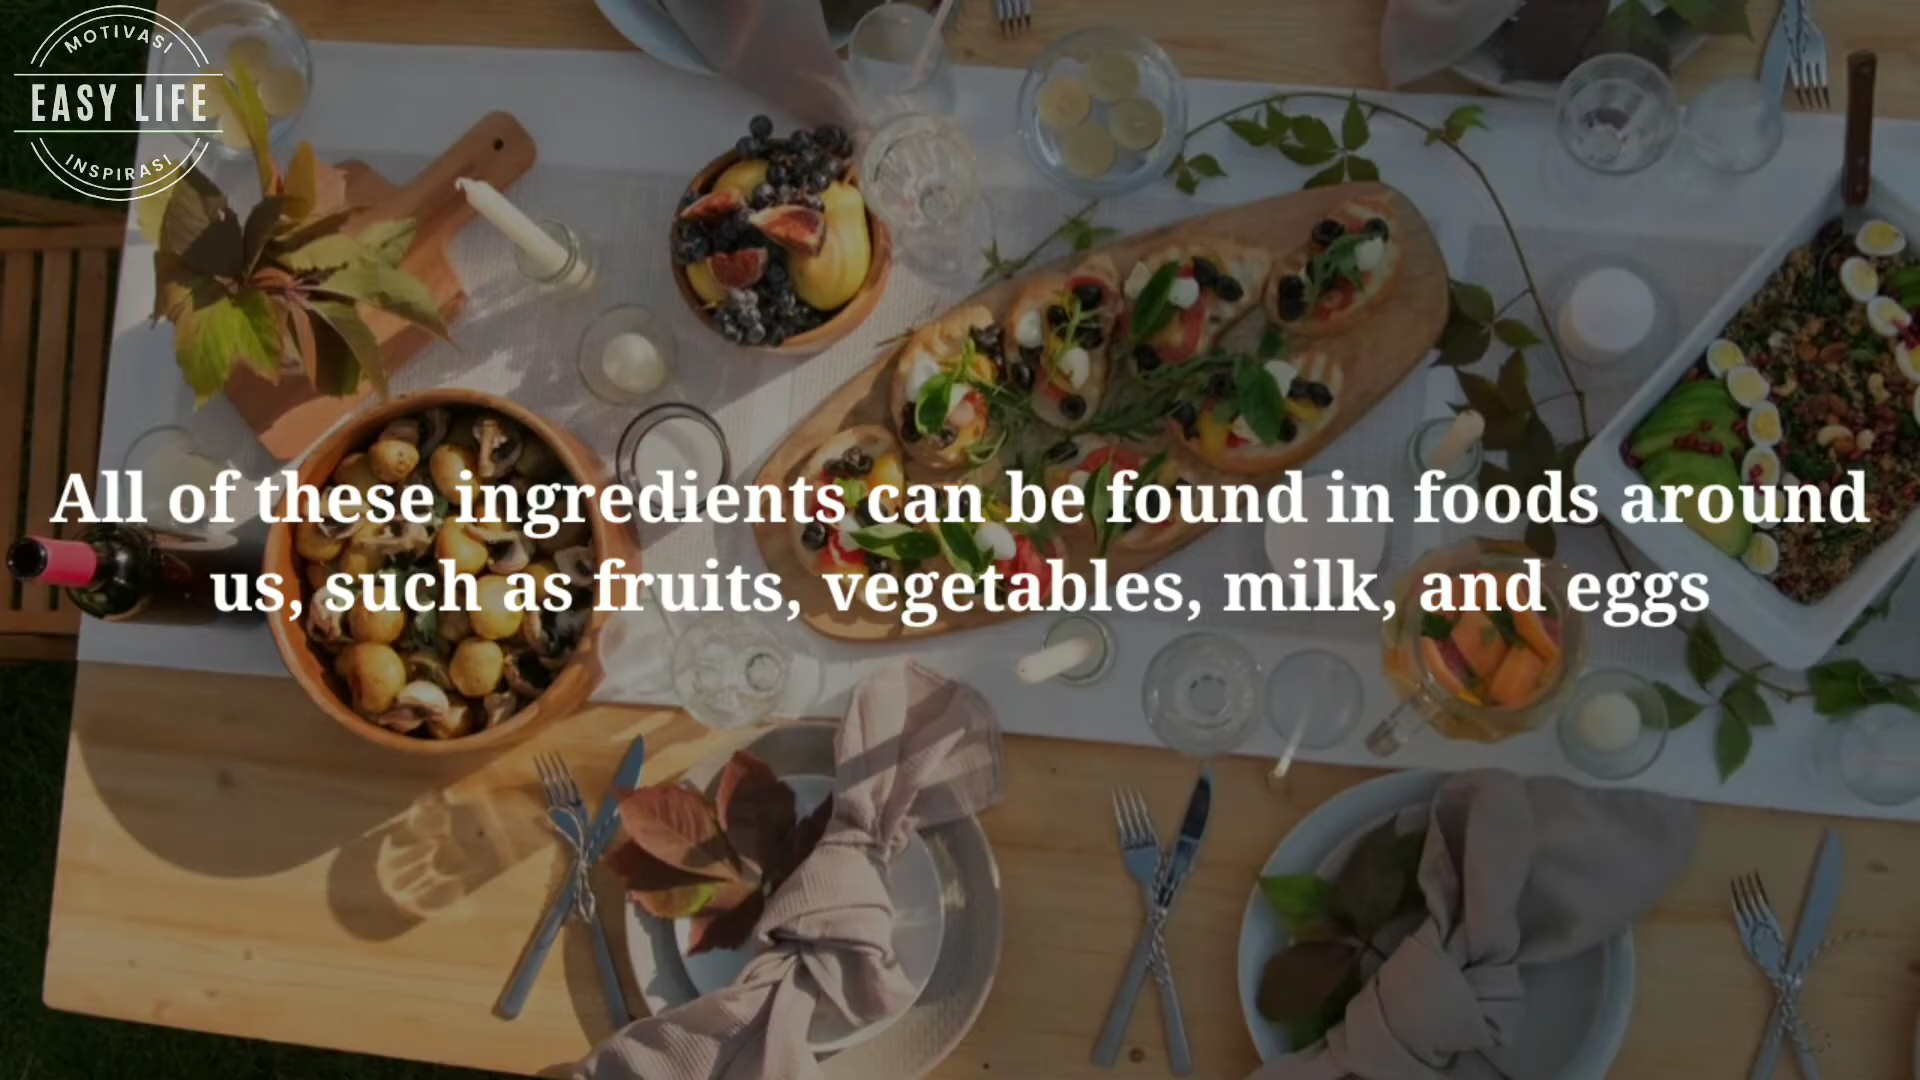 MOTIVASI
EASY LIFE
INSPIRASI
All of these ingredients can be found in foods around
us, such as fruits, vegetables, milk, and eggs